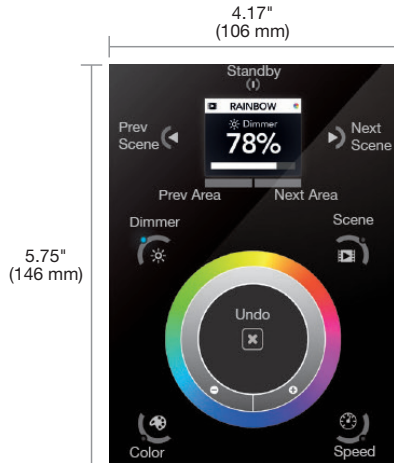 4.17"
(106 mm)
Standby
RAINBOW
Dimmer
78%
Prev
Scene
Next
Scene
Prev Area
Next Area
Dimmer
Scene
5.75"
(146 mm)
Undo
Color
Speed